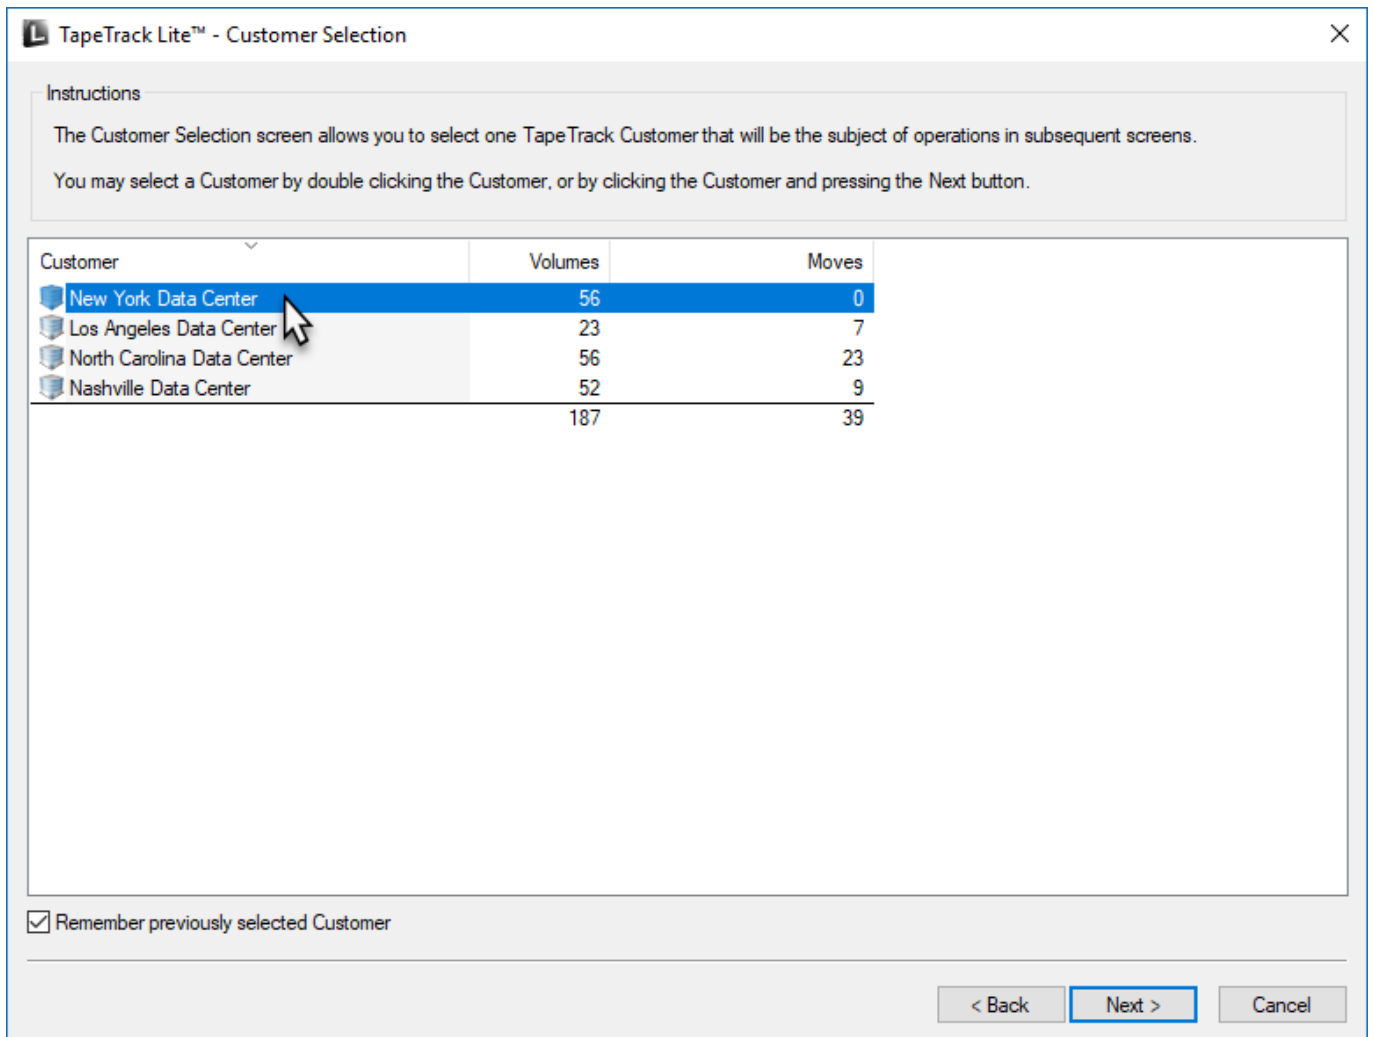 TapeTrack Lite™ - Customer Selection
Instructions
The Customer Selection screen allows you to select one TapeTrack Customer that will be the subject of operations in subsequent screens.
You may select a Customer by double clicking the Customer, or by clicking the Customer and pressing the Next button.
Customer Volumes Moves
New York Data Center 56 0
Los Angeles Data Center 23 7
North Carolina Data Center 56 23
Nashville Data Center 52 9
187 39
Remember previously selected Customer
< Back Next > Cancel